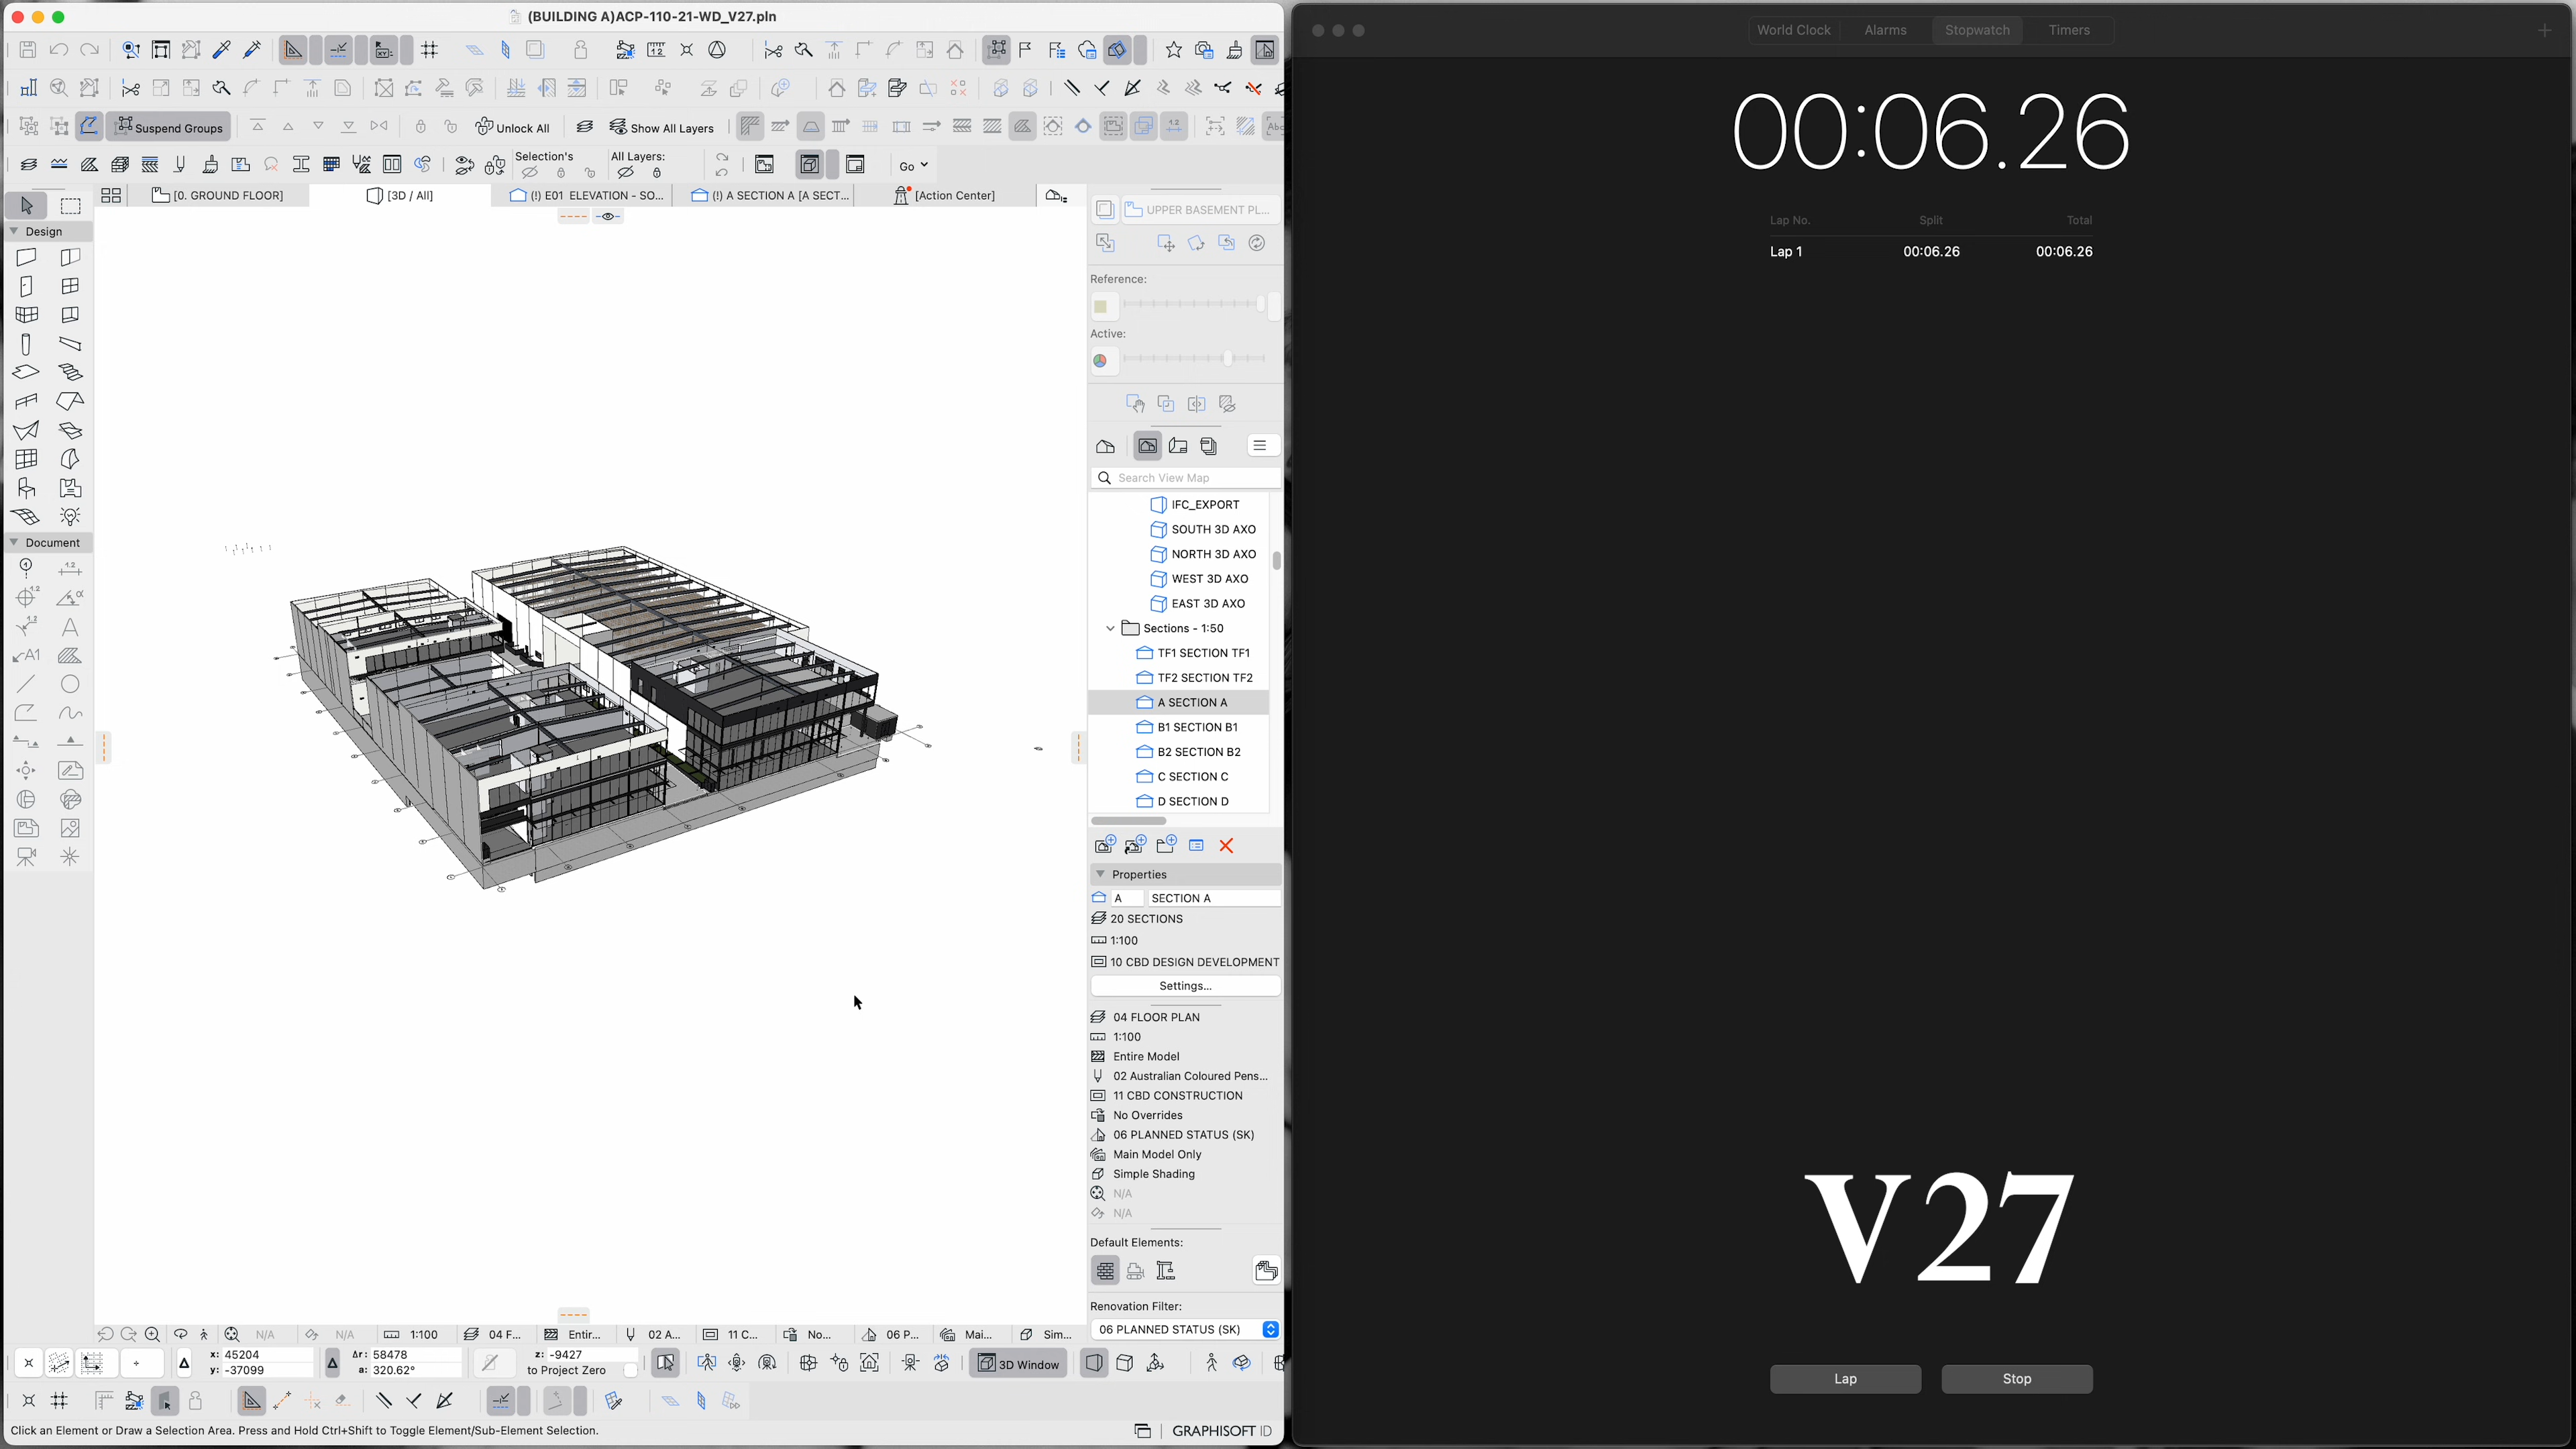 (BUILDING A)ACP-110-21-WD_V27.pln
Suspend Groups
Unlock All
Show All Layers
1.2
Selection's
All Layers:
Go
[0. GROUND FLOOR]
[3D / All]
(!) E01 ELEVATION - SO...
(!) A SECTION A [A SECT...
[Action Center]
Design
Document
UPPER BASEMENT PL...
Reference:
Active:
Search View Map
IFC_EXPORT
SOUTH 3D AXO
NORTH 3D AXO
WEST 3D AXO
EAST 3D AXO
Sections - 1:50
TF1 SECTION TF1
TF2 SECTION TF2
A SECTION A
B1 SECTION B1
B2 SECTION B2
C SECTION C
D SECTION D
Properties
A SECTION A
20 SECTIONS
1:100
10 CBD DESIGN DEVELOPMENT
Settings...
04 FLOOR PLAN
1:100
Entire Model
02 Australian Coloured Pens...
11 CBD CONSTRUCTION
No Overrides
06 PLANNED STATUS (SK)
Main Model Only
Simple Shading
N/A
N/A
Default Elements:
Renovation Filter:
06 PLANNED STATUS (SK)
N/A N/A 1:100 04 F... Entir... 02 A... 11 C... No... 06 P... Mai... Sim...
x: 45204 Δr: 58478 z: -9427
y: -37099 a: 320.62° to Project Zero
3D Window
Click an Element or Draw a Selection Area. Press and Hold Ctrl+Shift to Toggle Element/Sub-Element Selection.
GRAPHISOFT ID
World Clock Alarms Stopwatch Timers
00:06.26
Lap No. Split Total
Lap 1 00:06.26 00:06.26
V27
Lap Stop